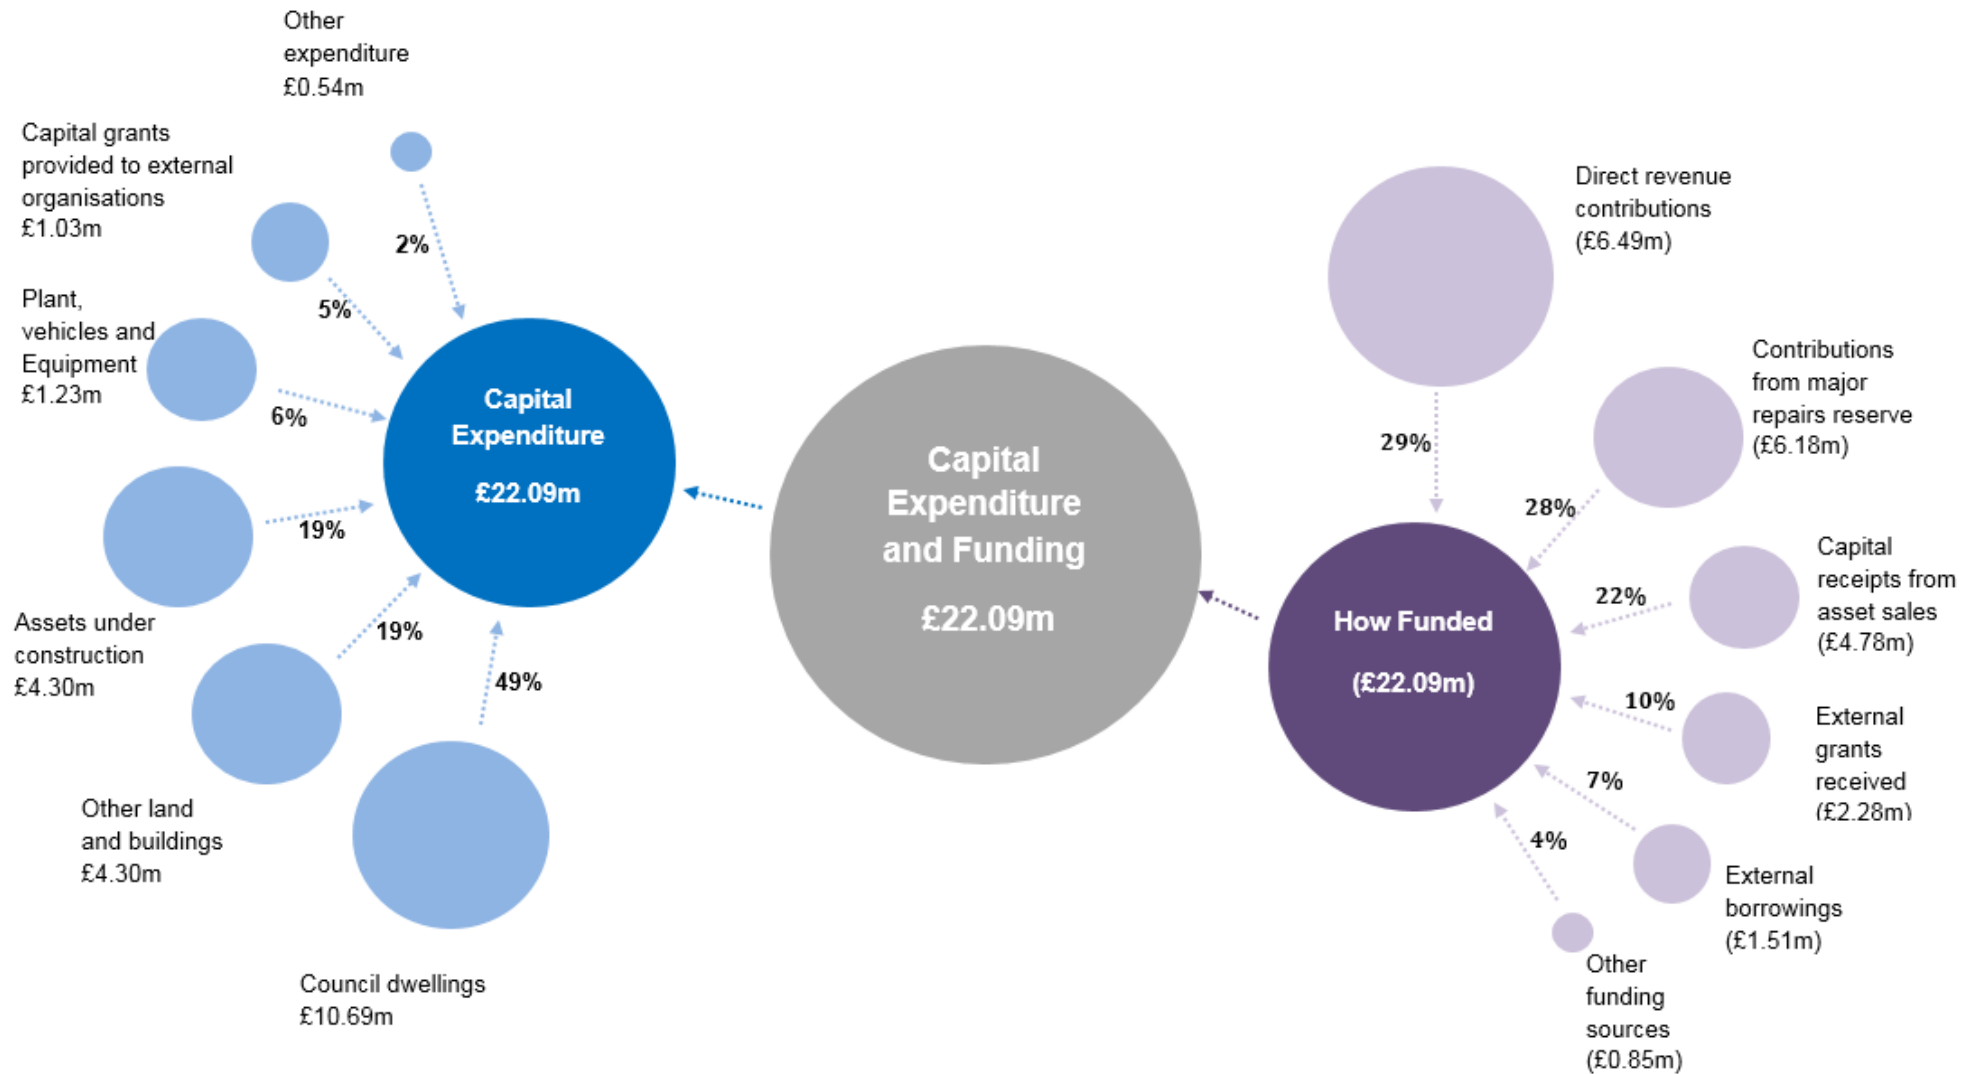 Other
expenditure
£0.54m
Capital grants
provided to external
organisations
£1.03m
2%
5%
Plant,
vehicles and
Equipment
£1.23m
6%
Capital
Expenditure
£22.09m
19%
Assets under
construction
£4.30m
19%
Other land
and buildings
£4.30m
49%
Council dwellings
£10.69m
Capital
Expenditure
and Funding
£22.09m
Direct revenue
contributions
(£6.49m)
29%
Contributions
from major
repairs reserve
(£6.18m)
28%
Capital
receipts from
asset sales
(£4.78m)
22%
How Funded
(£22.09m)
10%
External
grants
received
(£2.28m)
7%
External
borrowings
(£1.51m)
4%
Other
funding
sources
(£0.85m)